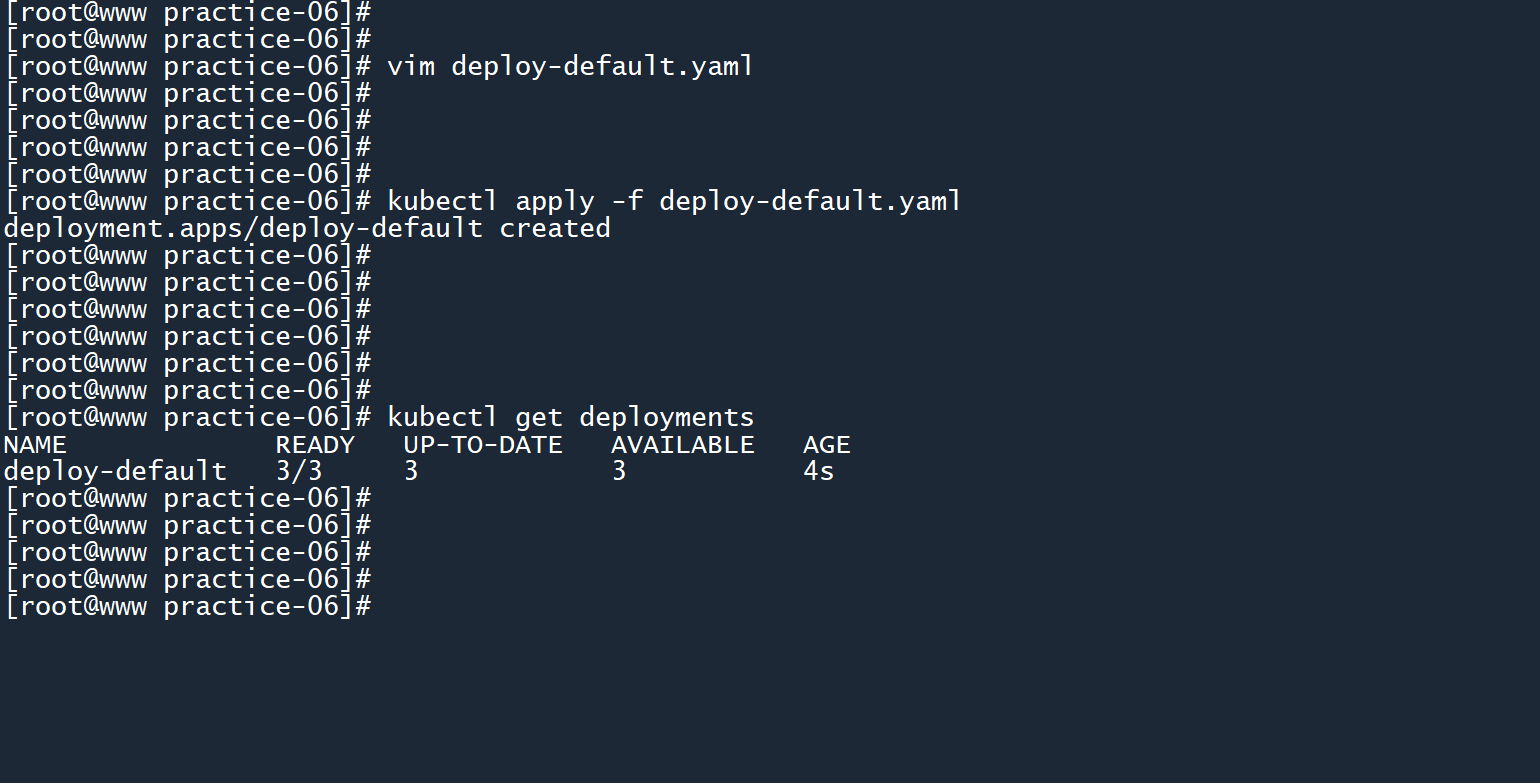 [root@www practice-06]#
[root@www practice-06]#
[root@www practice-06]# vim deploy-default.yaml
[root@www practice-06]#
[root@www practice-06]#
[root@www practice-06]#
[root@www practice-06]#
[root@www practice-06]# kubectl apply -f deploy-default.yaml
deployment.apps/deploy-default created
[root@www practice-06]#
[root@www practice-06]#
[root@www practice-06]#
[root@www practice-06]#
[root@www practice-06]#
[root@www practice-06]#
[root@www practice-06]# kubectl get deployments
NAME             READY   UP-TO-DATE   AVAILABLE   AGE
deploy-default   3/3     3            3           4s
[root@www practice-06]#
[root@www practice-06]#
[root@www practice-06]#
[root@www practice-06]#
[root@www practice-06]#